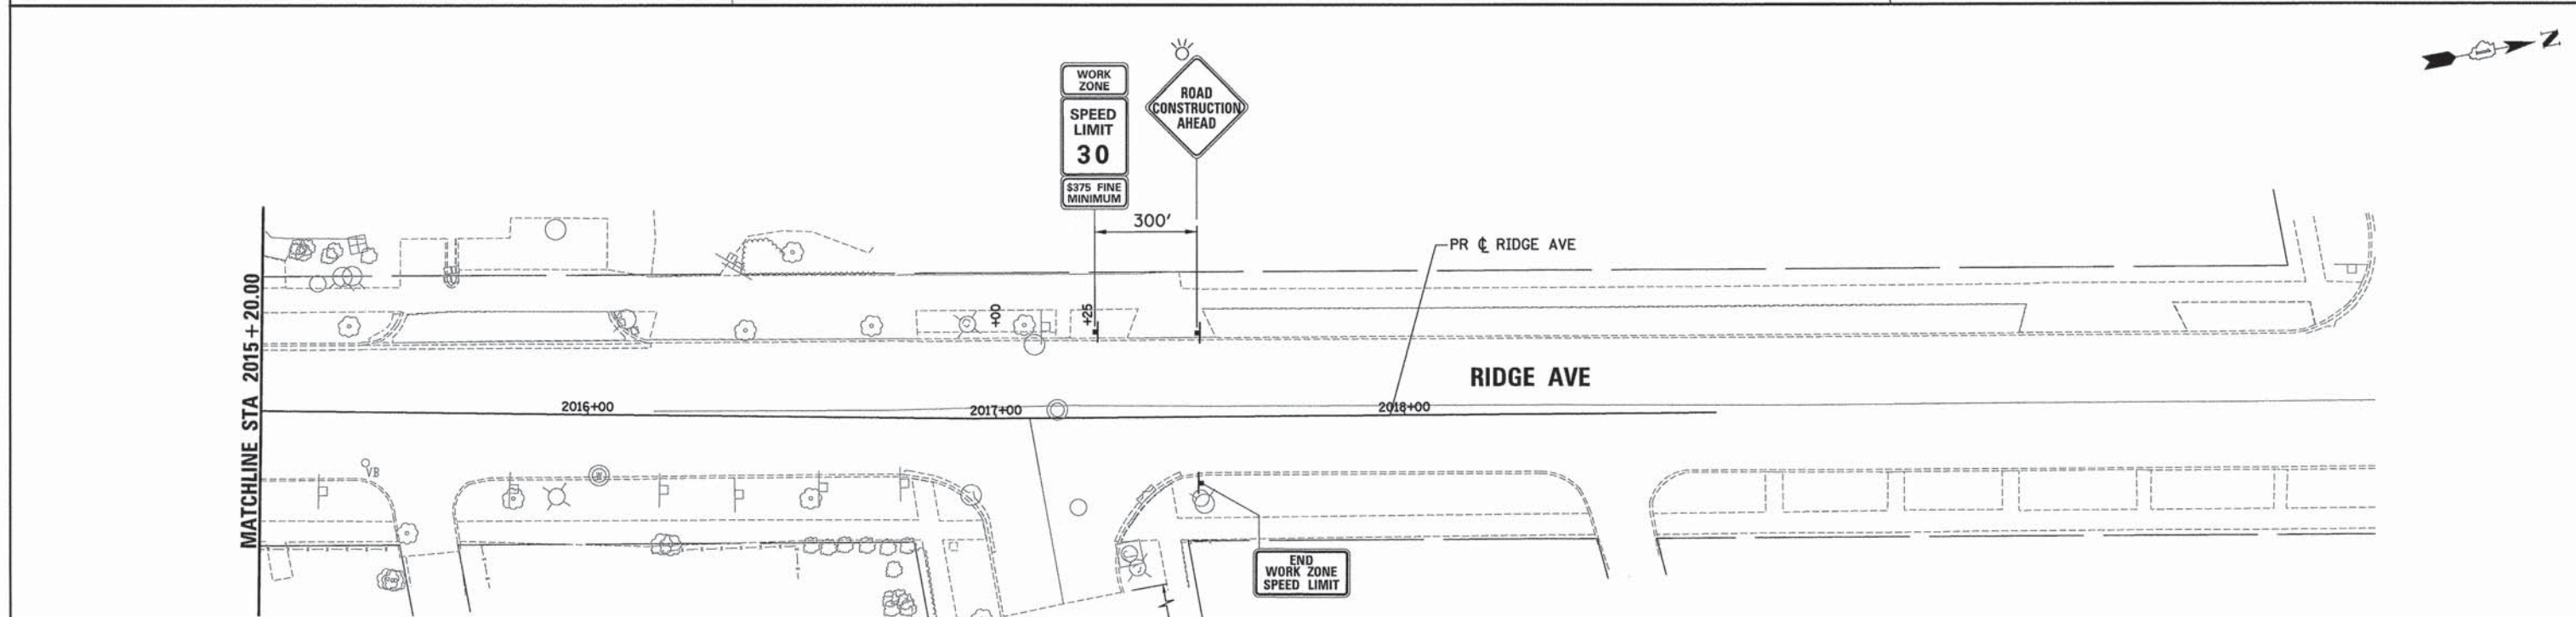 N
WORK
ZONE
SPEED
LIMIT
30
$375 FINE
MINIMUM
ROAD
CONSTRUCTION
AHEAD
300'
PR ℄ RIDGE AVE
MATCHLINE STA 2015+20.00
+00
+25
RIDGE AVE
2016+00
2017+00
2018+00
VB
END
WORK ZONE
SPEED LIMIT